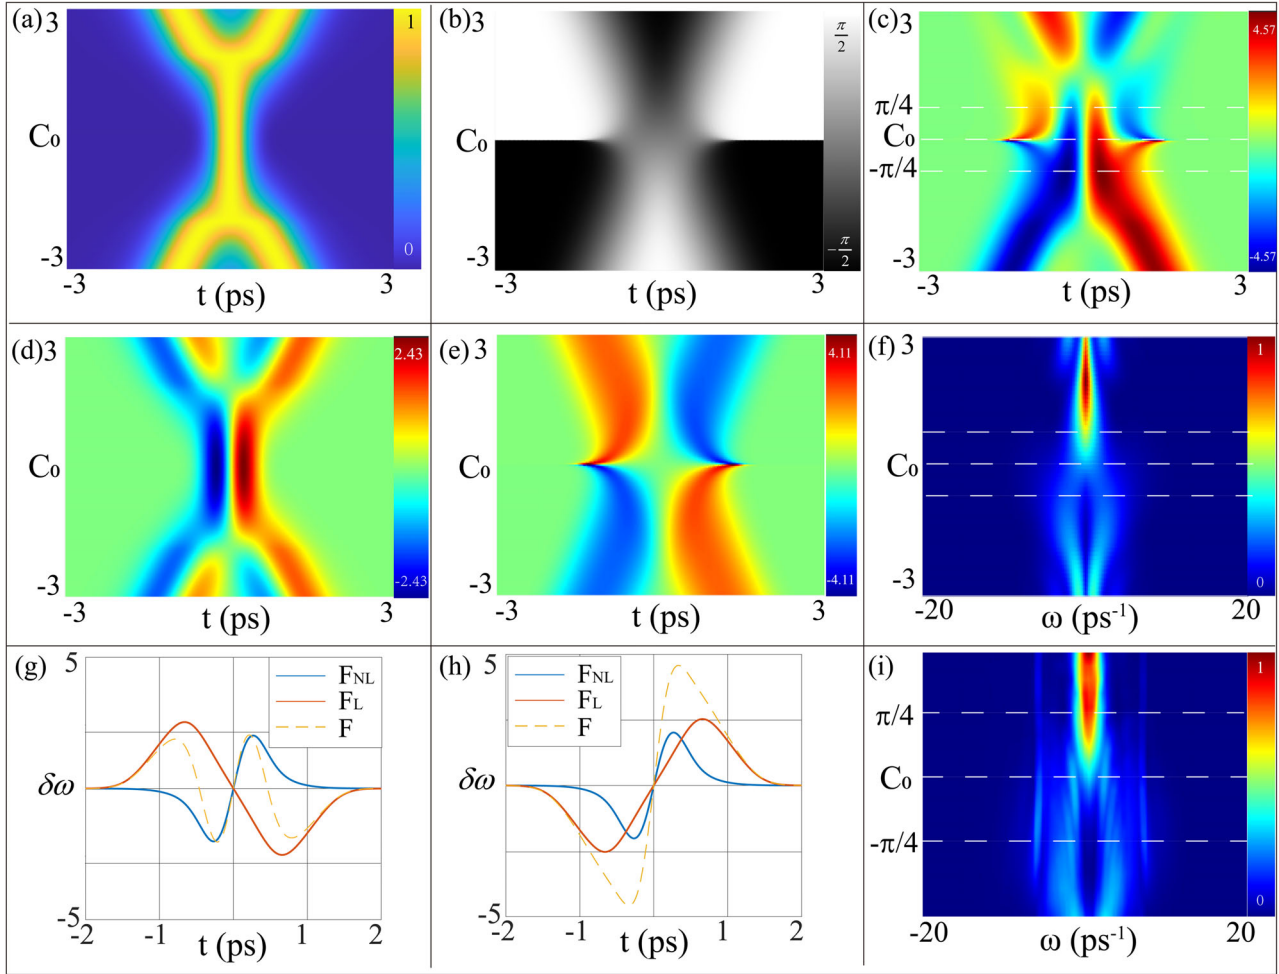 (a) 3
1
C₀
0
-3
-3 t (ps) 3
(b) 3
π/2
C₀
-π/2
-3
-3 t (ps) 3
(c) 3
4.57
π/4
C₀
-π/4
-3
-4.57
-3 t (ps) 3
(d) 3
2.43
C₀
-3
-2.43
-3 t (ps) 3
(e) 3
4.11
C₀
-3
-4.11
-3 t (ps) 3
(f) 3
1
C₀
-3
0
-20 ω (ps⁻¹) 20
(g) 5
F_NL
F_L
F
δω
-5
-2 -1 0 1 2
t (ps)
(h) 5
F_NL
F_L
F
δω
-5
-2 -1 0 1 2
t (ps)
(i)
1
π/4
C₀
-π/4
0
-20 ω (ps⁻¹) 20